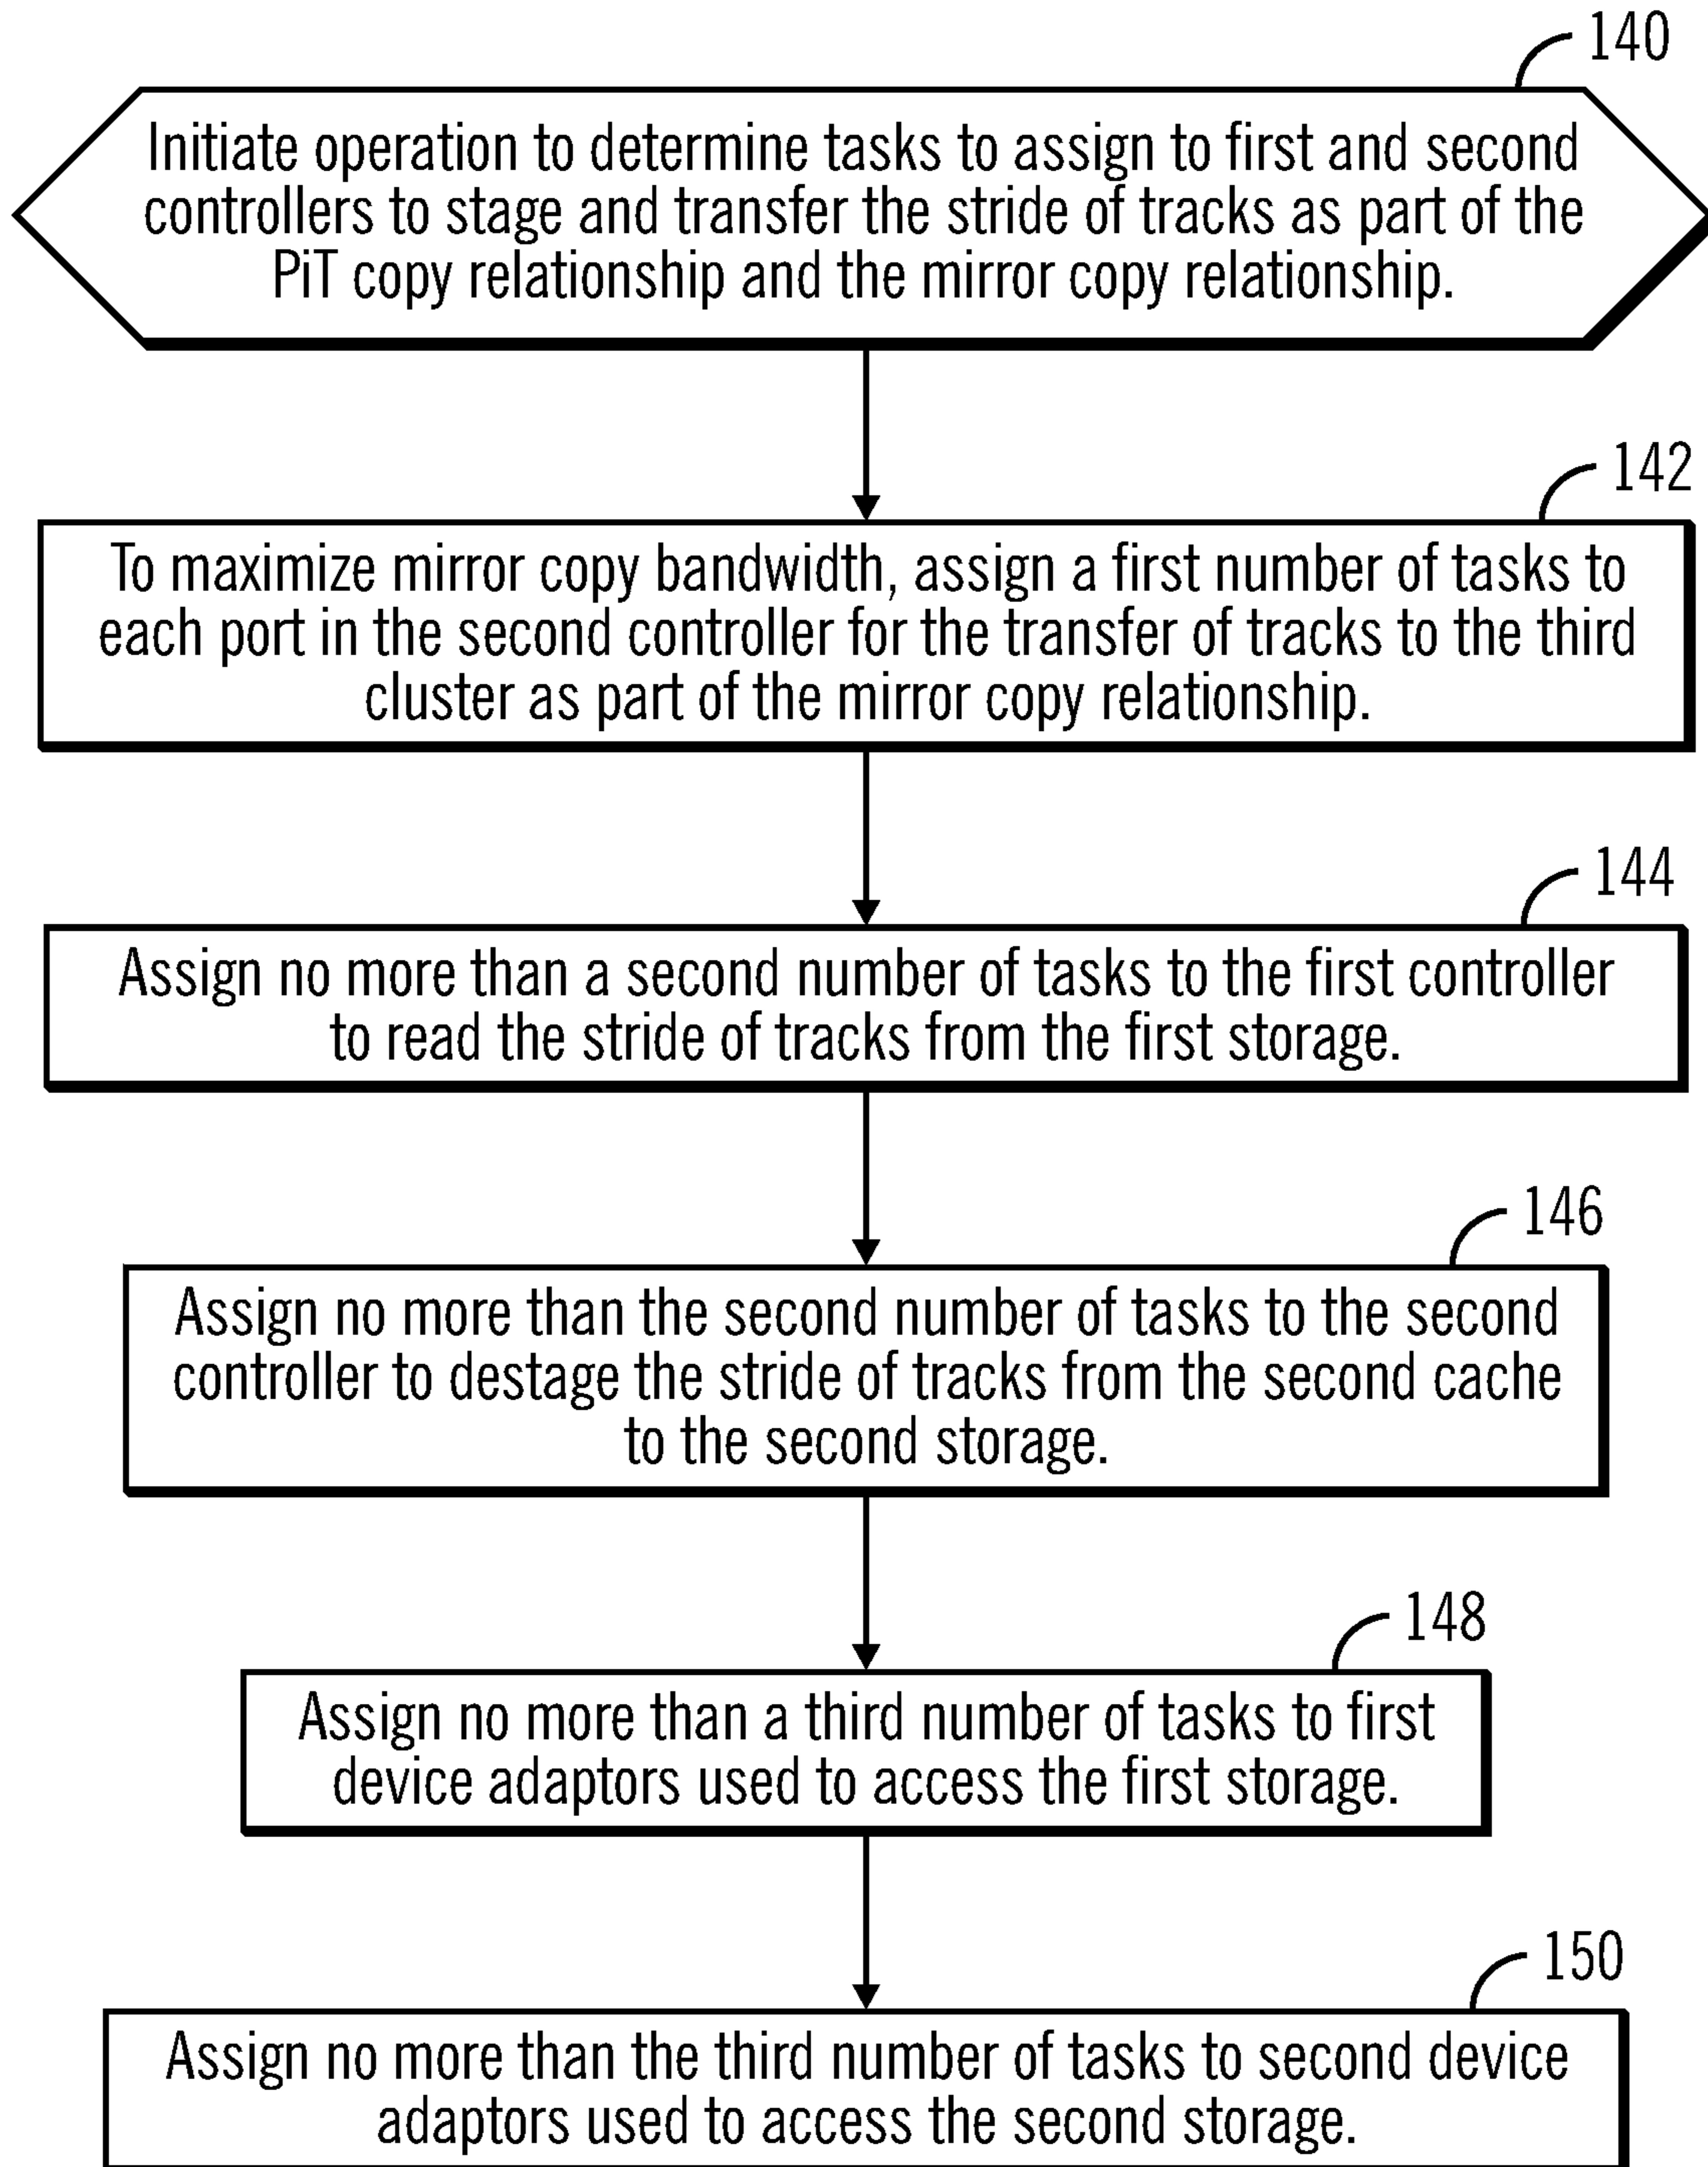 140
Initiate operation to determine tasks to assign to first and second
controllers to stage and transfer the stride of tracks as part of the
PiT copy relationship and the mirror copy relationship.
142
To maximize mirror copy bandwidth, assign a first number of tasks to
each port in the second controller for the transfer of tracks to the third
cluster as part of the mirror copy relationship.
144
Assign no more than a second number of tasks to the first controller
to read the stride of tracks from the first storage.
146
Assign no more than the second number of tasks to the second
controller to destage the stride of tracks from the second cache
to the second storage.
148
Assign no more than a third number of tasks to first
device adaptors used to access the first storage.
150
Assign no more than the third number of tasks to second device
adaptors used to access the second storage.